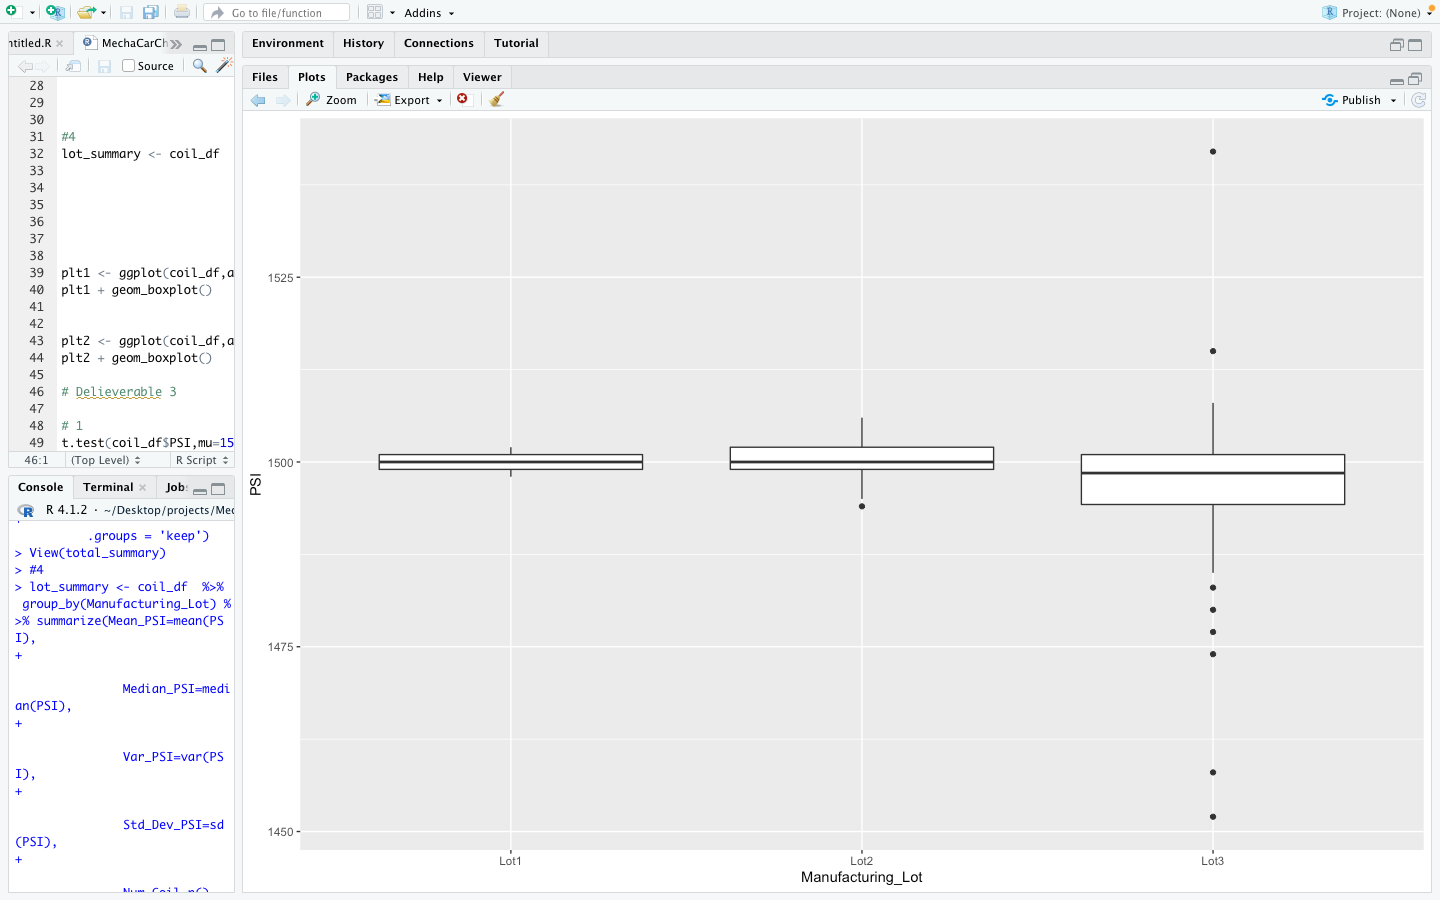 Go to file/function
Addins
Project: (None)
ntitled.R
MechaCarCh
Source
28
29
30
31 #4
32 lot_summary <- coil_df
33
34
35
36
37
38
39 plt1 <- ggplot(coil_df,a
40 plt1 + geom_boxplot()
41
42
43 plt2 <- ggplot(coil_df,a
44 plt2 + geom_boxplot()
45
46 # Delieverable 3
47
48 # 1
49 t.test(coil_df$PSI,mu=15
46:1 (Top Level) R Script
Console Terminal Job
R 4.1.2 · ~/Desktop/projects/Mec
.groups = 'keep')
> View(total_summary)
> #4
> lot_summary <- coil_df  %>%
group_by(Manufacturing_Lot) %
>% summarize(Mean_PSI=mean(PS
I),
+
Median_PSI=medi
an(PSI),
+
Var_PSI=var(PS
I),
+
Std_Dev_PSI=sd
(PSI),
+
Environment History Connections Tutorial
Files Plots Packages Help Viewer
Zoom Export Publish
1525
1500
1475
1450
PSI
Lot1 Lot2 Lot3
Manufacturing_Lot